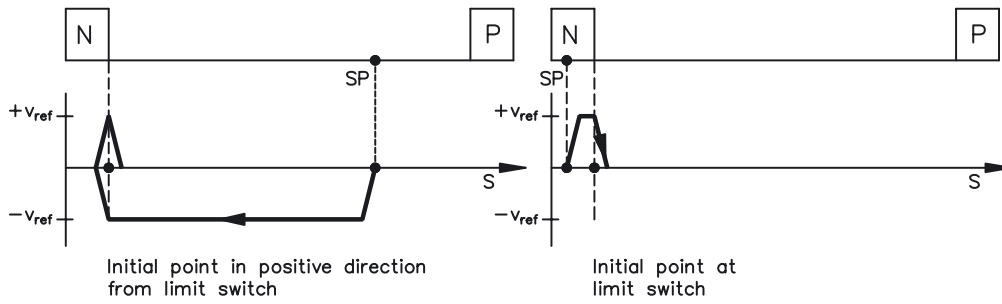 N
P
N
P
SP
SP
+vref
+vref
S
S
−vref
−vref
Initial point in positive direction
from limit switch
Initial point at
limit switch